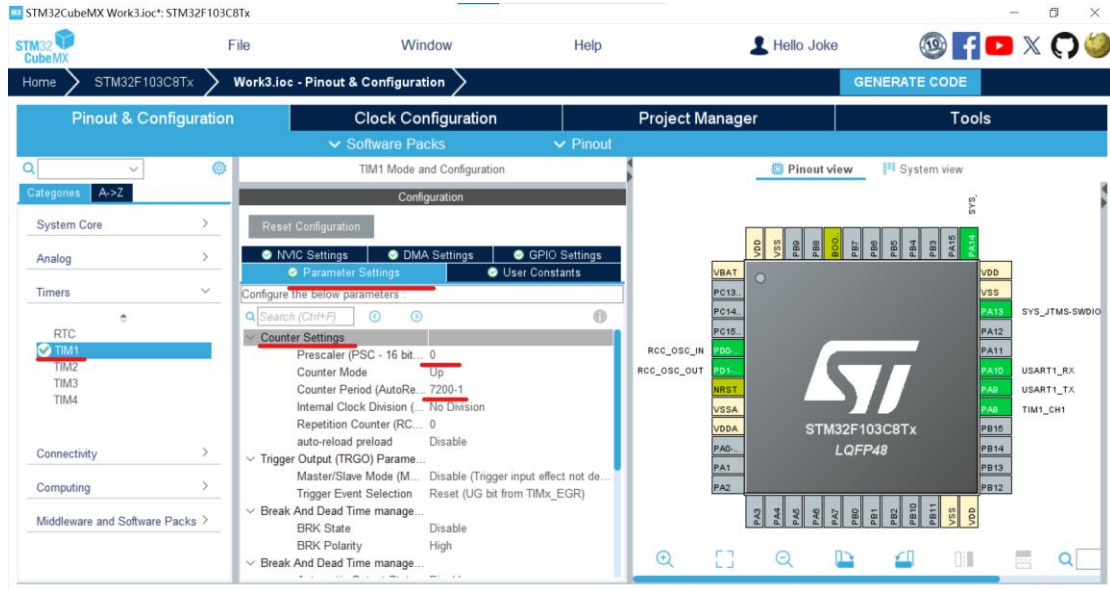 STM32CubeMX Work3.ioc*: STM32F103C8Tx
STM32 CubeMX
File Window Help Hello Joke
Home STM32F103C8Tx Work3.ioc - Pinout & Configuration GENERATE CODE
Pinout & Configuration Clock Configuration Project Manager Tools
Software Packs Pinout
TIM1 Mode and Configuration
Pinout view System view
Categories A->Z
Configuration
System Core
Reset Configuration
Analog
NVIC Settings DMA Settings GPIO Settings
Parameter Settings User Constants
Timers
Configure the below parameters :
Search (Ctrl+F)
RTC
TIM1
TIM2
TIM3
TIM4
Counter Settings
Prescaler (PSC - 16 bit... 0
Counter Mode Up
Counter Period (AutoRe... 7200-1
Internal Clock Division (... No Division
Repetition Counter (RC... 0
auto-reload preload Disable
Trigger Output (TRGO) Parame...
Master/Slave Mode (M... Disable (Trigger input effect not de...
Trigger Event Selection Reset (UG bit from TIMx_EGR)
Break And Dead Time manage...
BRK State Disable
BRK Polarity High
Break And Dead Time manage...
Connectivity
Computing
Middleware and Software Packs
SYS_
VDD VSS PB9 PB8 BOO.. PB7 PB6 PB5 PB4 PB3 PA15 PA14
VBAT
PC13..
PC14..
PC15..
RCC_OSC_IN PD0-..
RCC_OSC_OUT PD1-..
NRST
VSSA
VDDA
PA0-..
PA1
PA2
STM32F103C8Tx
LQFP48
VDD
VSS
PA13 SYS_JTMS-SWDIO
PA12
PA11
PA10 USART1_RX
PA9 USART1_TX
PA8 TIM1_CH1
PB15
PB14
PB13
PB12
PA3 PA4 PA5 PA6 PA7 PB0 PB1 PB2 PB10 PB11 VSS VDD